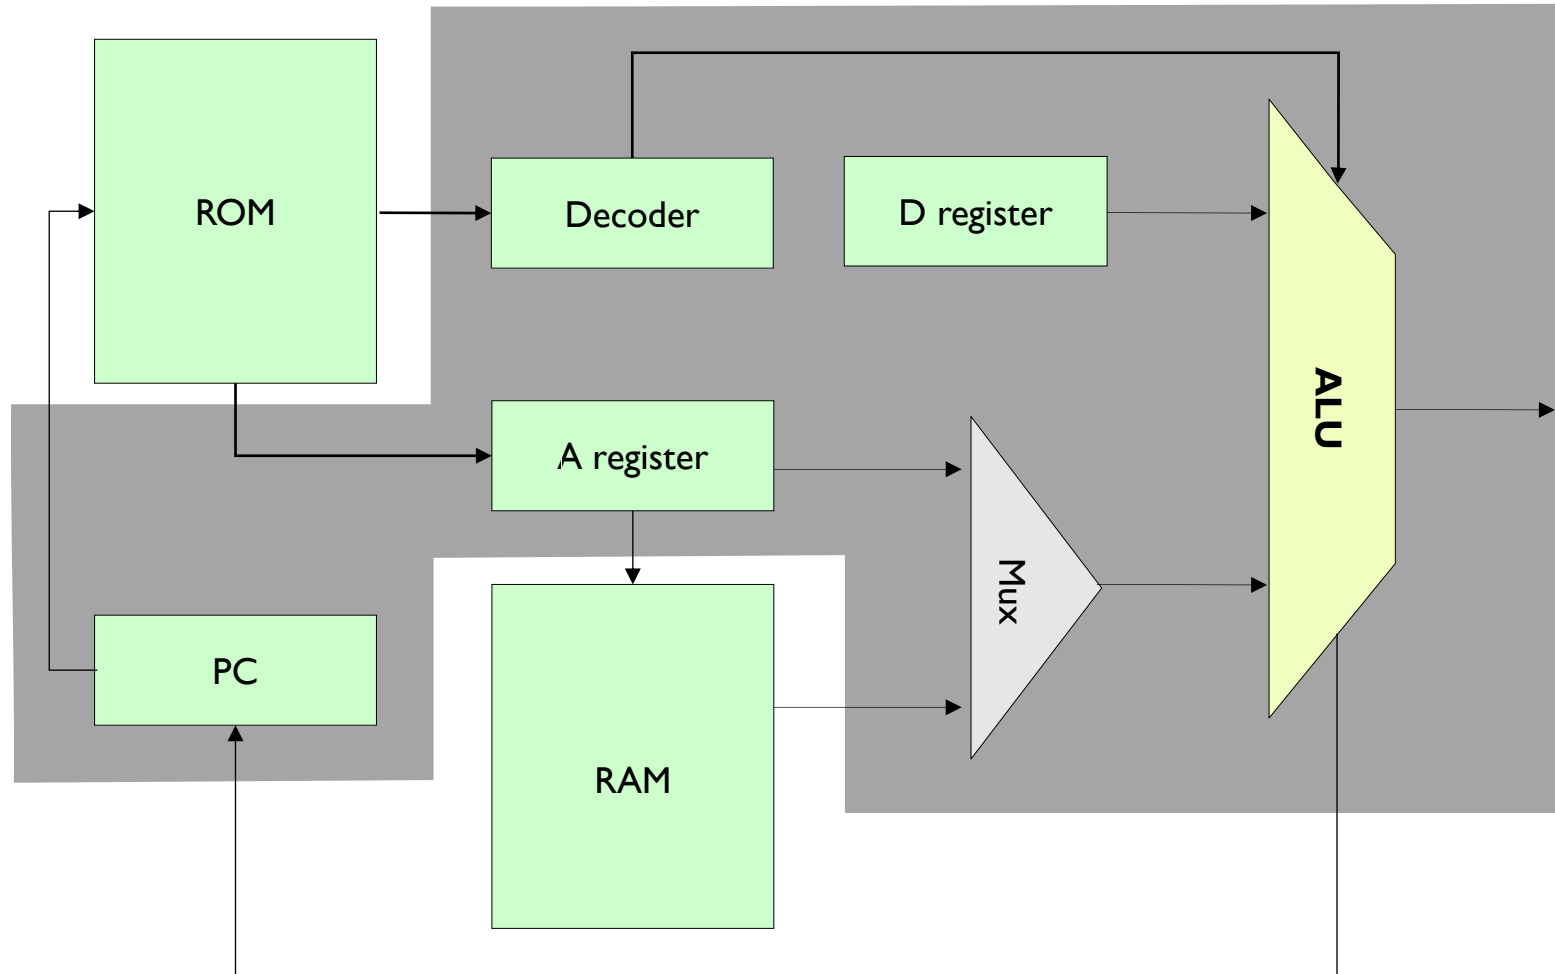 ROM
Decoder
D register
ALU
A register
Mux
PC
RAM